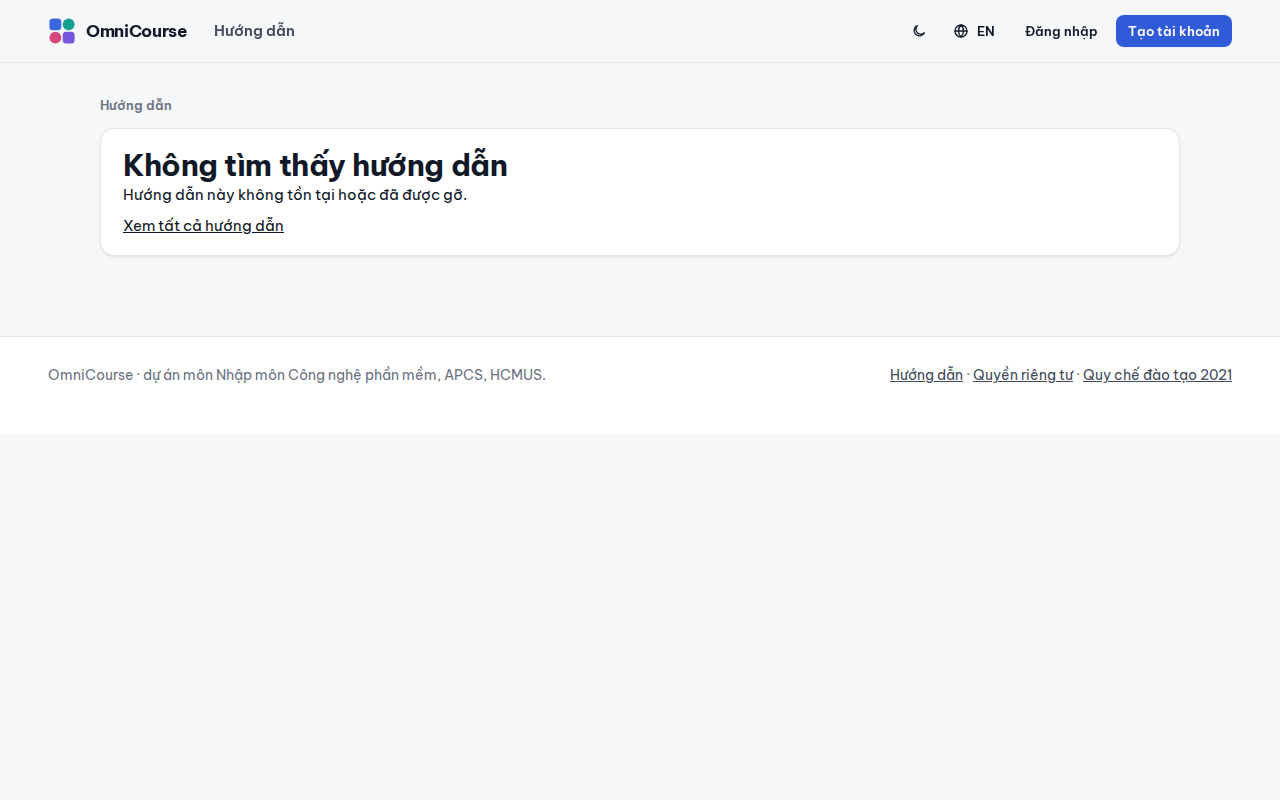 OmniCourse
Hướng dẫn
EN
Đăng nhập
Tạo tài khoản
Hướng dẫn
Không tìm thấy hướng dẫn
Hướng dẫn này không tồn tại hoặc đã được gỡ.
Xem tất cả hướng dẫn
OmniCourse · dự án môn Nhập môn Công nghệ phần mềm, APCS, HCMUS.
Hướng dẫn · Quyền riêng tư · Quy chế đào tạo 2021